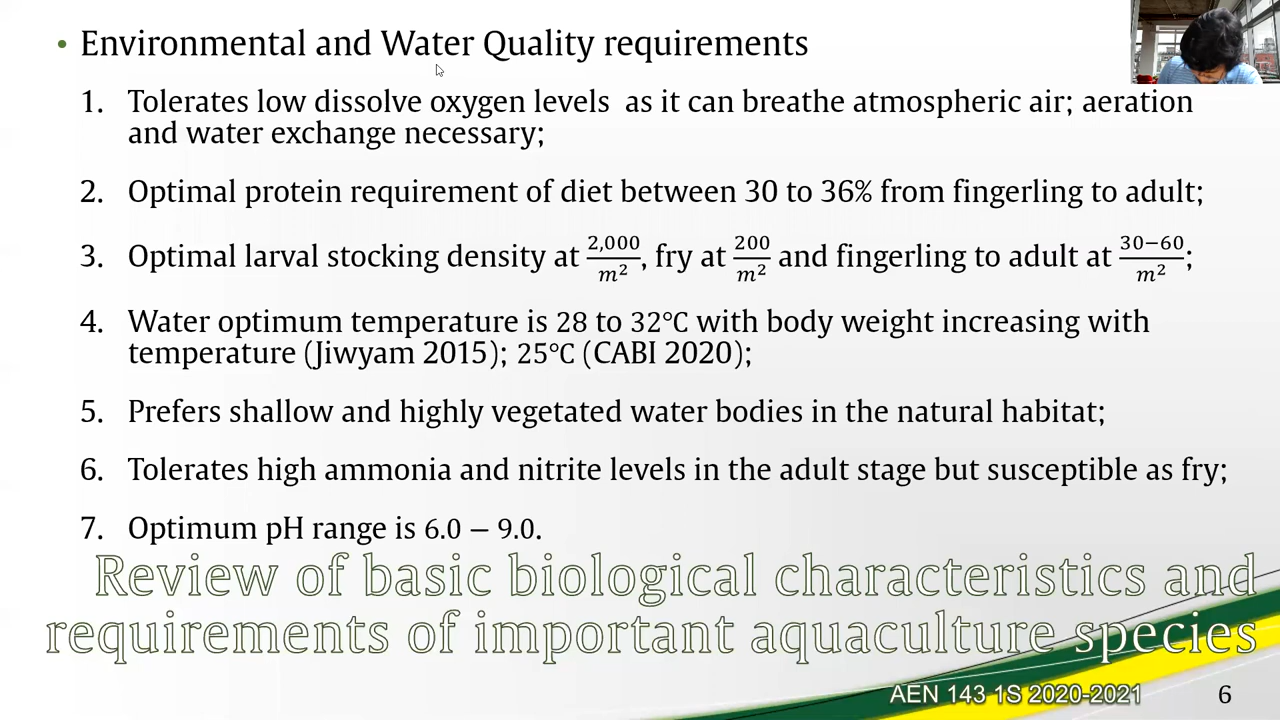 • Environmental and Water Quality requirements
1. Tolerates low dissolve oxygen levels as it can breathe atmospheric air; aeration
and water exchange necessary;
2. Optimal protein requirement of diet between 30 to 36% from fingerling to adult;
3. Optimal larval stocking density at 2,000/m², fry at 200/m² and fingerling to adult at 30−60/m²;
4. Water optimum temperature is 28 to 32°C with body weight increasing with
temperature (Jiwyam 2015); 25°C (CABI 2020);
5. Prefers shallow and highly vegetated water bodies in the natural habitat;
6. Tolerates high ammonia and nitrite levels in the adult stage but susceptible as fry;
7. Optimum pH range is 6.0 − 9.0.
Review of basic biological characteristics and
requirements of important aquaculture species
AEN 143 1S 2020-2021
6